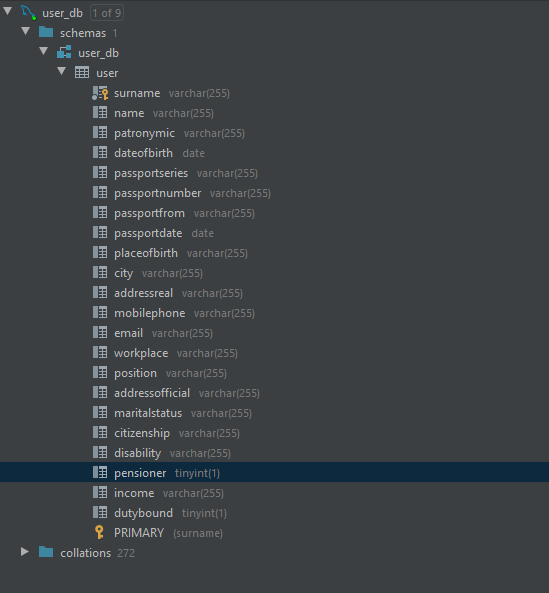 user_db 1 of 9
schemas 1
user_db
user
surname varchar(255)
name varchar(255)
patronymic varchar(255)
dateofbirth date
passportseries varchar(255)
passportnumber varchar(255)
passportfrom varchar(255)
passportdate date
placeofbirth varchar(255)
city varchar(255)
addressreal varchar(255)
mobilephone varchar(255)
email varchar(255)
workplace varchar(255)
position varchar(255)
addressofficial varchar(255)
maritalstatus varchar(255)
citizenship varchar(255)
disability varchar(255)
pensioner tinyint(1)
income varchar(255)
dutybound tinyint(1)
PRIMARY (surname)
collations 272